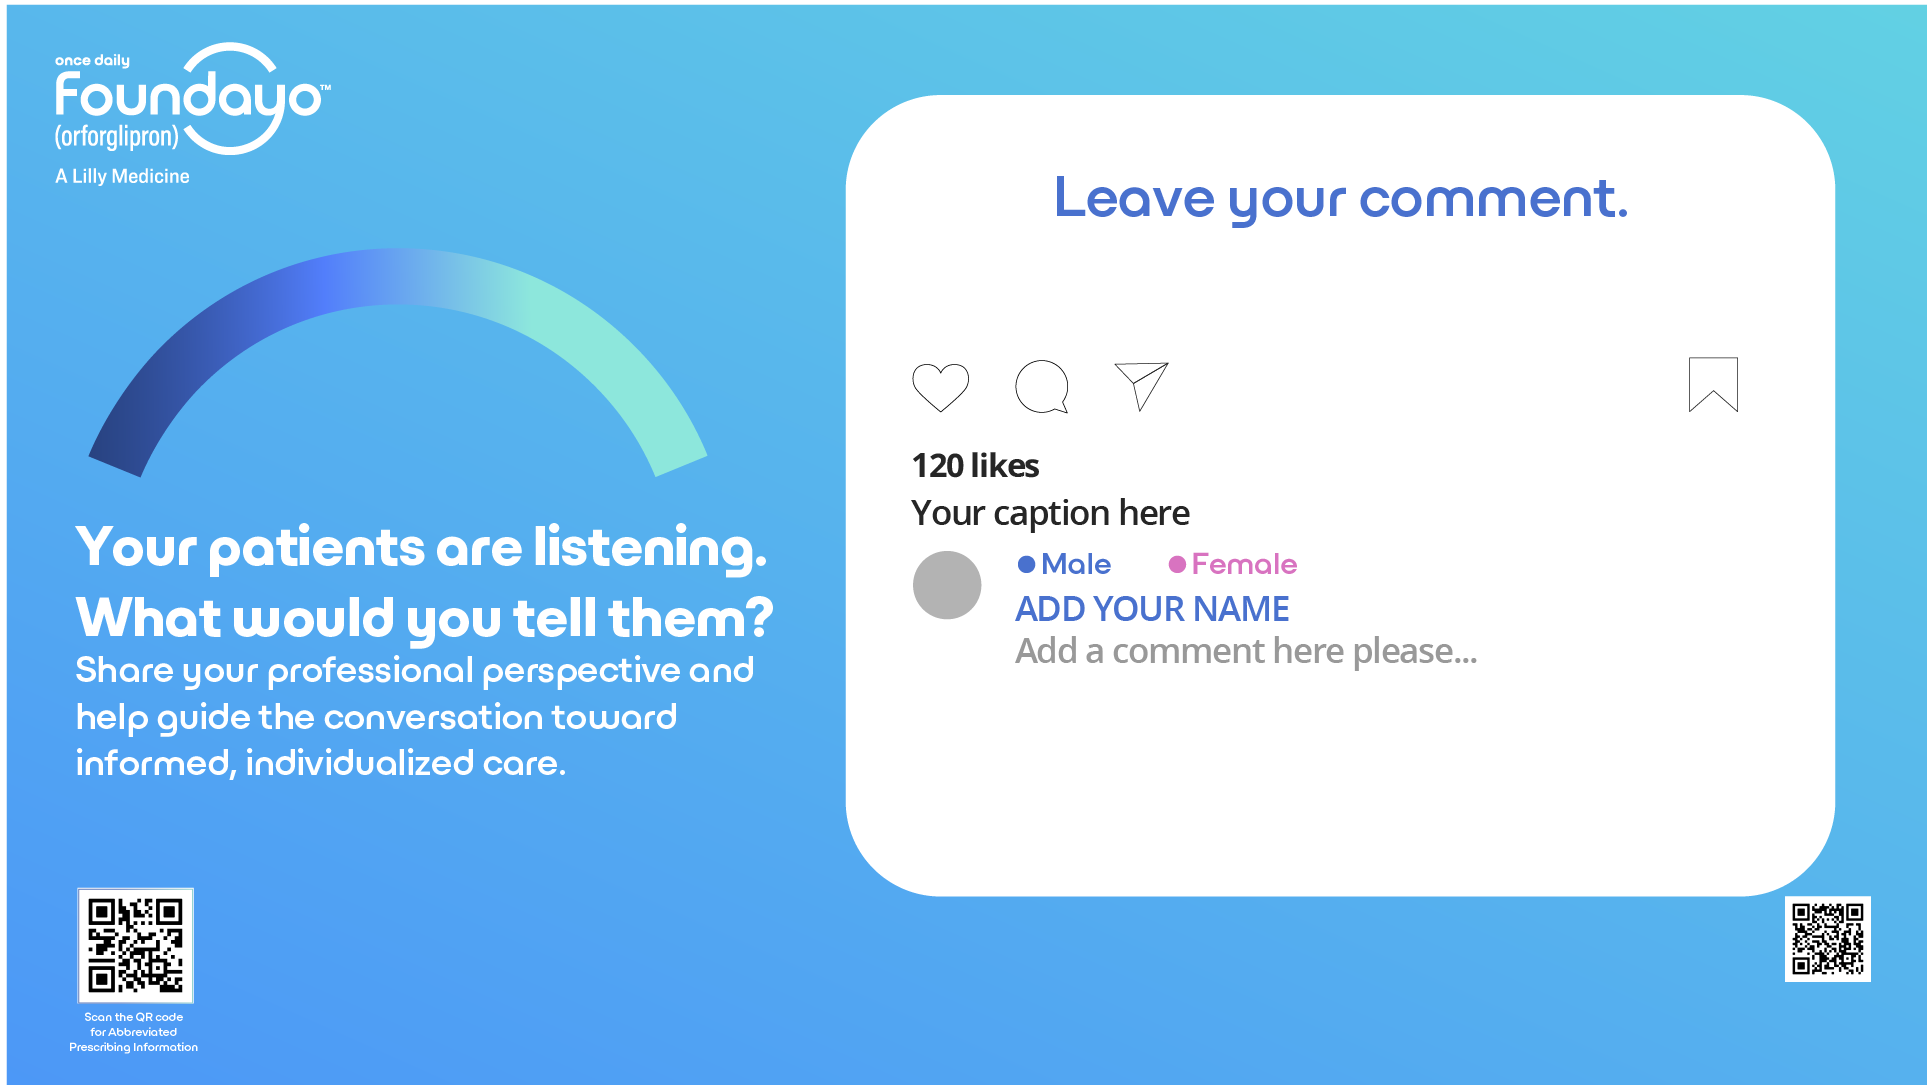 once daily
Foundayo™
(orforglipron)
A Lilly Medicine
Your patients are listening.
What would you tell them?
Share your professional perspective and
help guide the conversation toward
informed, individualized care.
Scan the QR code
for Abbreviated
Prescribing Information
Leave your comment.
120 likes
Your caption here
Male Female
ADD YOUR NAME
Add a comment here please...